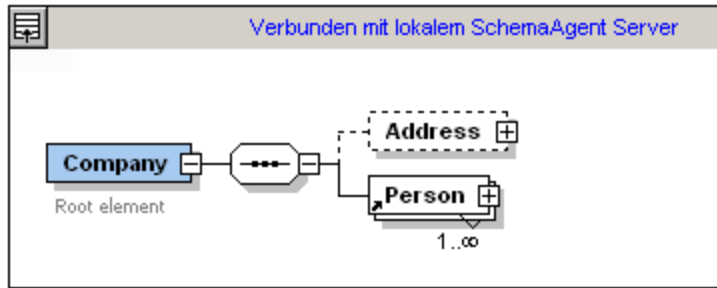 Verbunden mit lokalem SchemaAgent Server
Address
Company
Root element
Person
1..∞